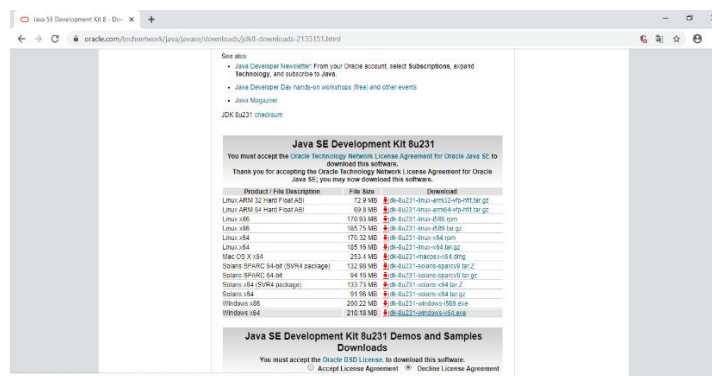 Java SE Development Kit 8 - Dow
oracle.com/technetwork/java/javase/downloads/jdk8-downloads-2133151.html
See also:
Java Developer Newsletter: From your Oracle account, select Subscriptions, expand
Technology, and subscribe to Java.
Java Developer Day hands-on workshops (free) and other events
Java Magazine
JDK 8u231 checksum
Java SE Development Kit 8u231
You must accept the Oracle Technology Network License Agreement for Oracle Java SE to
download this software.
Thank you for accepting the Oracle Technology Network License Agreement for Oracle
Java SE; you may now download this software.
Product / File Description File Size Download
Linux ARM 32 Hard Float ABI 72.9 MB jdk-8u231-linux-arm32-vfp-hflt.tar.gz
Linux ARM 64 Hard Float ABI 69.8 MB jdk-8u231-linux-arm64-vfp-hflt.tar.gz
Linux x86 170.93 MB jdk-8u231-linux-i586.rpm
Linux x86 185.75 MB jdk-8u231-linux-i586.tar.gz
Linux x64 170.32 MB jdk-8u231-linux-x64.rpm
Linux x64 185.16 MB jdk-8u231-linux-x64.tar.gz
Mac OS X x64 253.4 MB jdk-8u231-macosx-x64.dmg
Solaris SPARC 64-bit (SVR4 package) 132.98 MB jdk-8u231-solaris-sparcv9.tar.Z
Solaris SPARC 64-bit 94.16 MB jdk-8u231-solaris-sparcv9.tar.gz
Solaris x64 (SVR4 package) 133.73 MB jdk-8u231-solaris-x64.tar.Z
Solaris x64 91.96 MB jdk-8u231-solaris-x64.tar.gz
Windows x86 200.22 MB jdk-8u231-windows-i586.exe
Windows x64 210.18 MB jdk-8u231-windows-x64.exe
Java SE Development Kit 8u231 Demos and Samples
Downloads
You must accept the Oracle BSD License. to download this software.
Accept License Agreement Decline License Agreement